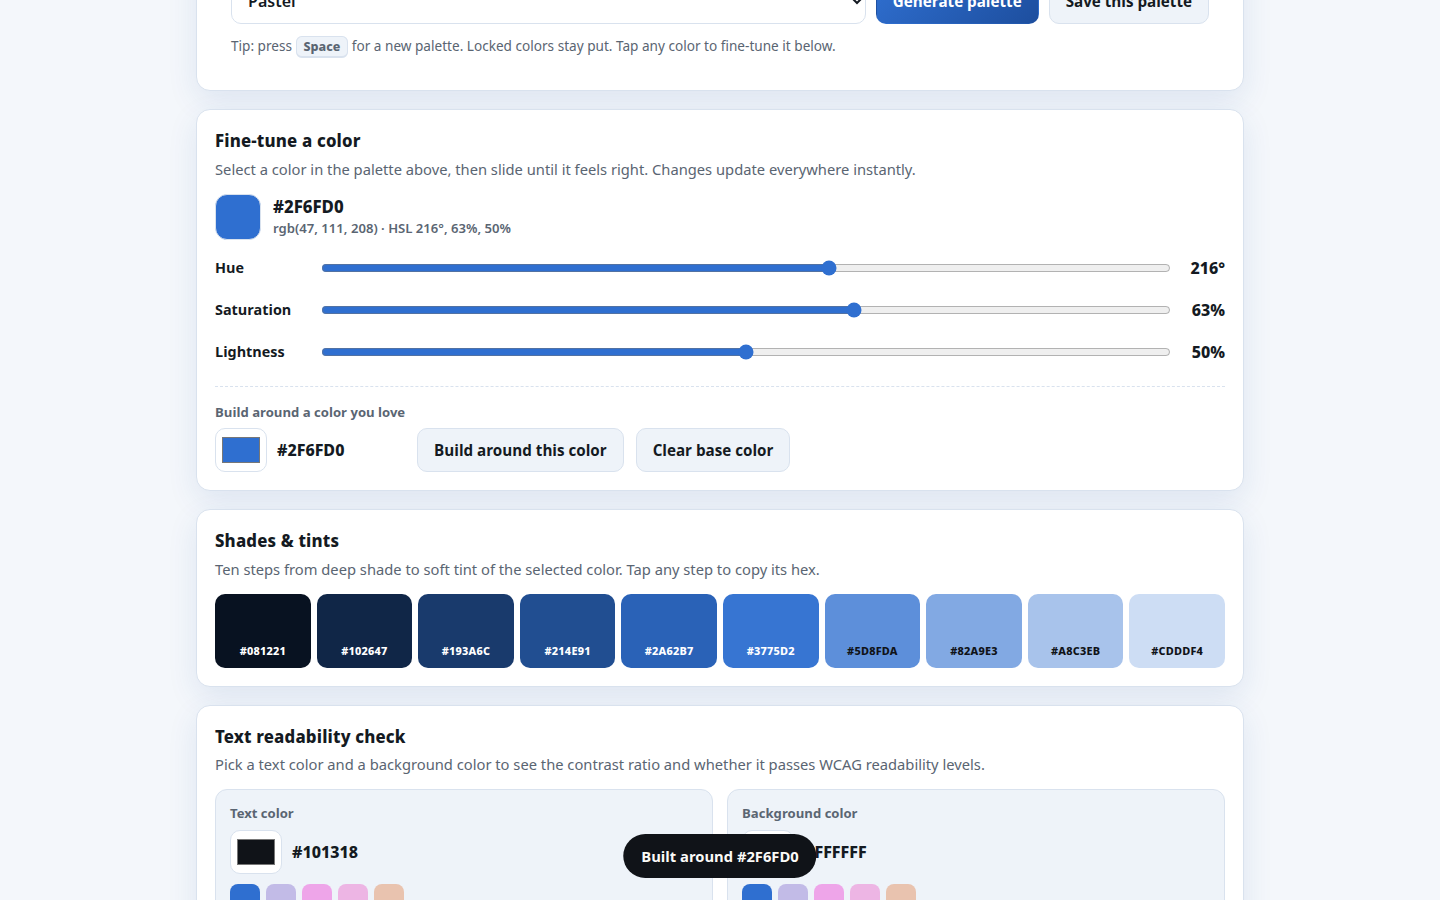 Pastel
Generate palette
Save this palette
Tip: press Space for a new palette. Locked colors stay put. Tap any color to fine-tune it below.
Fine-tune a color
Select a color in the palette above, then slide until it feels right. Changes update everywhere instantly.
#2F6FD0
rgb(47, 111, 208) · HSL 216°, 63%, 50%
Hue 216°
Saturation 63%
Lightness 50%
Build around a color you love
#2F6FD0 Build around this color Clear base color
Shades & tints
Ten steps from deep shade to soft tint of the selected color. Tap any step to copy its hex.
#081221 #102647 #193A6C #214E91 #2A62B7 #3775D2 #5D8FDA #82A9E3 #A8C3EB #CDDDF4
Text readability check
Pick a text color and a background color to see the contrast ratio and whether it passes WCAG readability levels.
Text color Background color
#101318 FFFFFF
Built around #2F6FD0